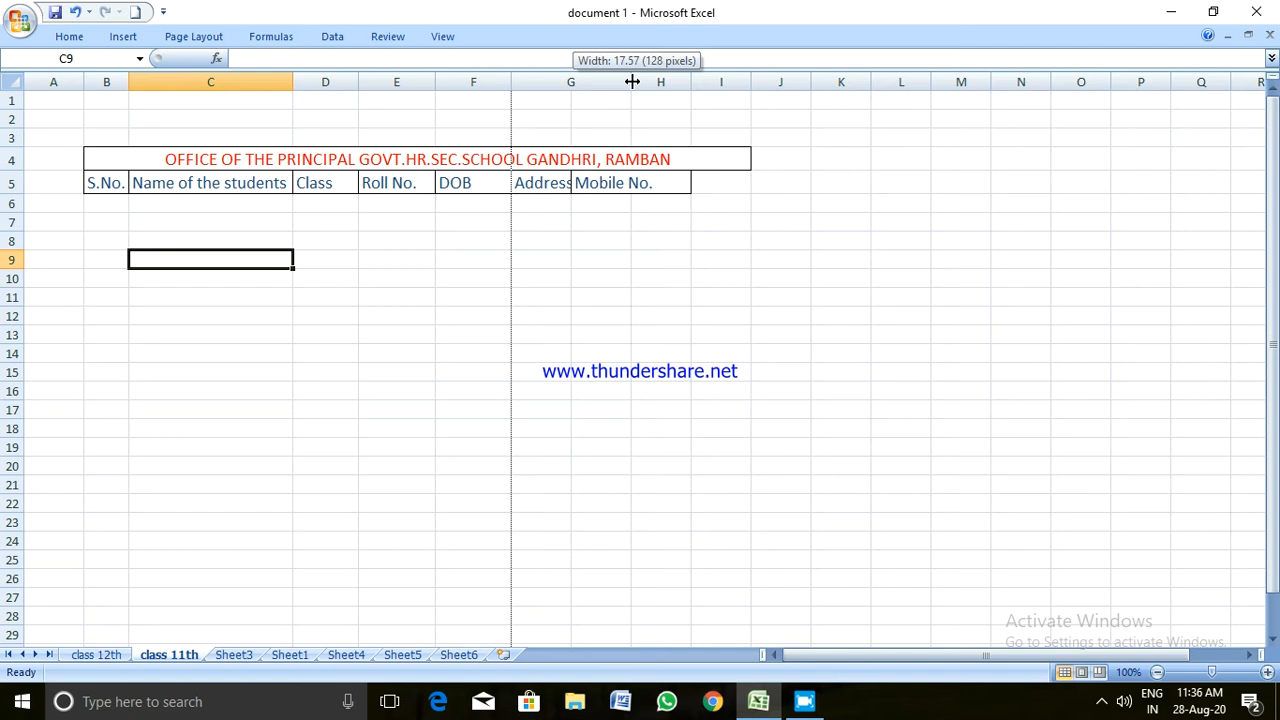 document 1 - Microsoft Excel
Home Insert Page Layout Formulas Data Review View
C9 fx
Width: 17.57 (128 pixels)
A B C D E F G H I J K L M N O P Q R
1
2
3
4 OFFICE OF THE PRINCIPAL GOVT.HR.SEC.SCHOOL GANDHRI, RAMBAN
5 S.No. Name of the students Class Roll No. DOB Address Mobile No.
6
7
8
9
10
11
12
13
14
15 www.thundershare.net
16
17
18
19
20
21
22
23
24
25
26
27
28
29
Activate Windows
Go to Settings to activate Windows.
class 12th class 11th Sheet3 Sheet1 Sheet4 Sheet5 Sheet6
Ready 100%
Type here to search
ENG
IN
11:36 AM
28-Aug-20
2